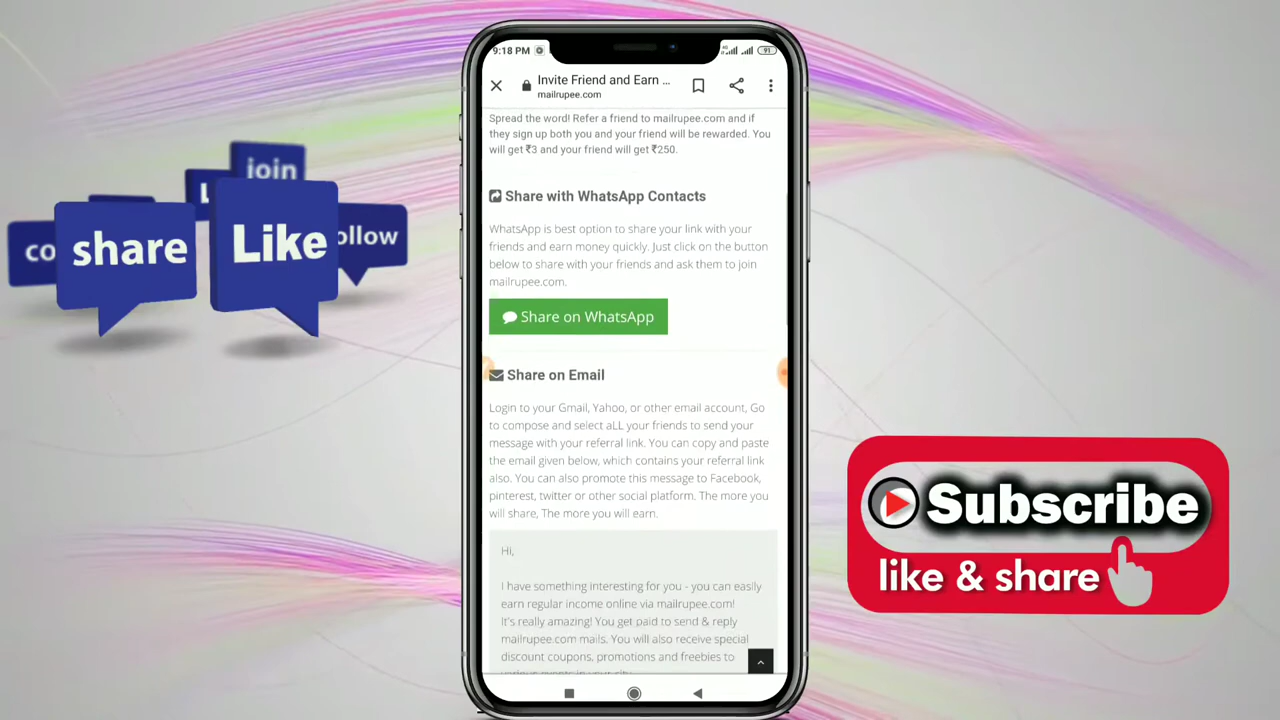 join
L
co
share
Like
ollow
9:18 PM
4G
91
Invite Friend and Earn ...
mailrupee.com
Spread the word! Refer a friend to mailrupee.com and if
they sign up both you and your friend will be rewarded. You
will get ₹3 and your friend will get ₹250.
Share with WhatsApp Contacts
WhatsApp is best option to share your link with your
friends and earn money quickly. Just click on the button
below to share with your friends and ask them to join
mailrupee.com.
Share on WhatsApp
Share on Email
Login to your Gmail, Yahoo, or other email account, Go
to compose and select aLL your friends to send your
message with your referral link. You can copy and paste
the email given below, which contains your referral link
also. You can also promote this message to Facebook,
pinterest, twitter or other social platform. The more you
will share, The more you will earn.
Hi,
I have something interesting for you - you can easily
earn regular income online via mailrupee.com!
It's really amazing! You get paid to send & reply
mailrupee.com mails. You will also receive special
discount coupons, promotions and freebies to
various events in your city.
Subscribe
like & share